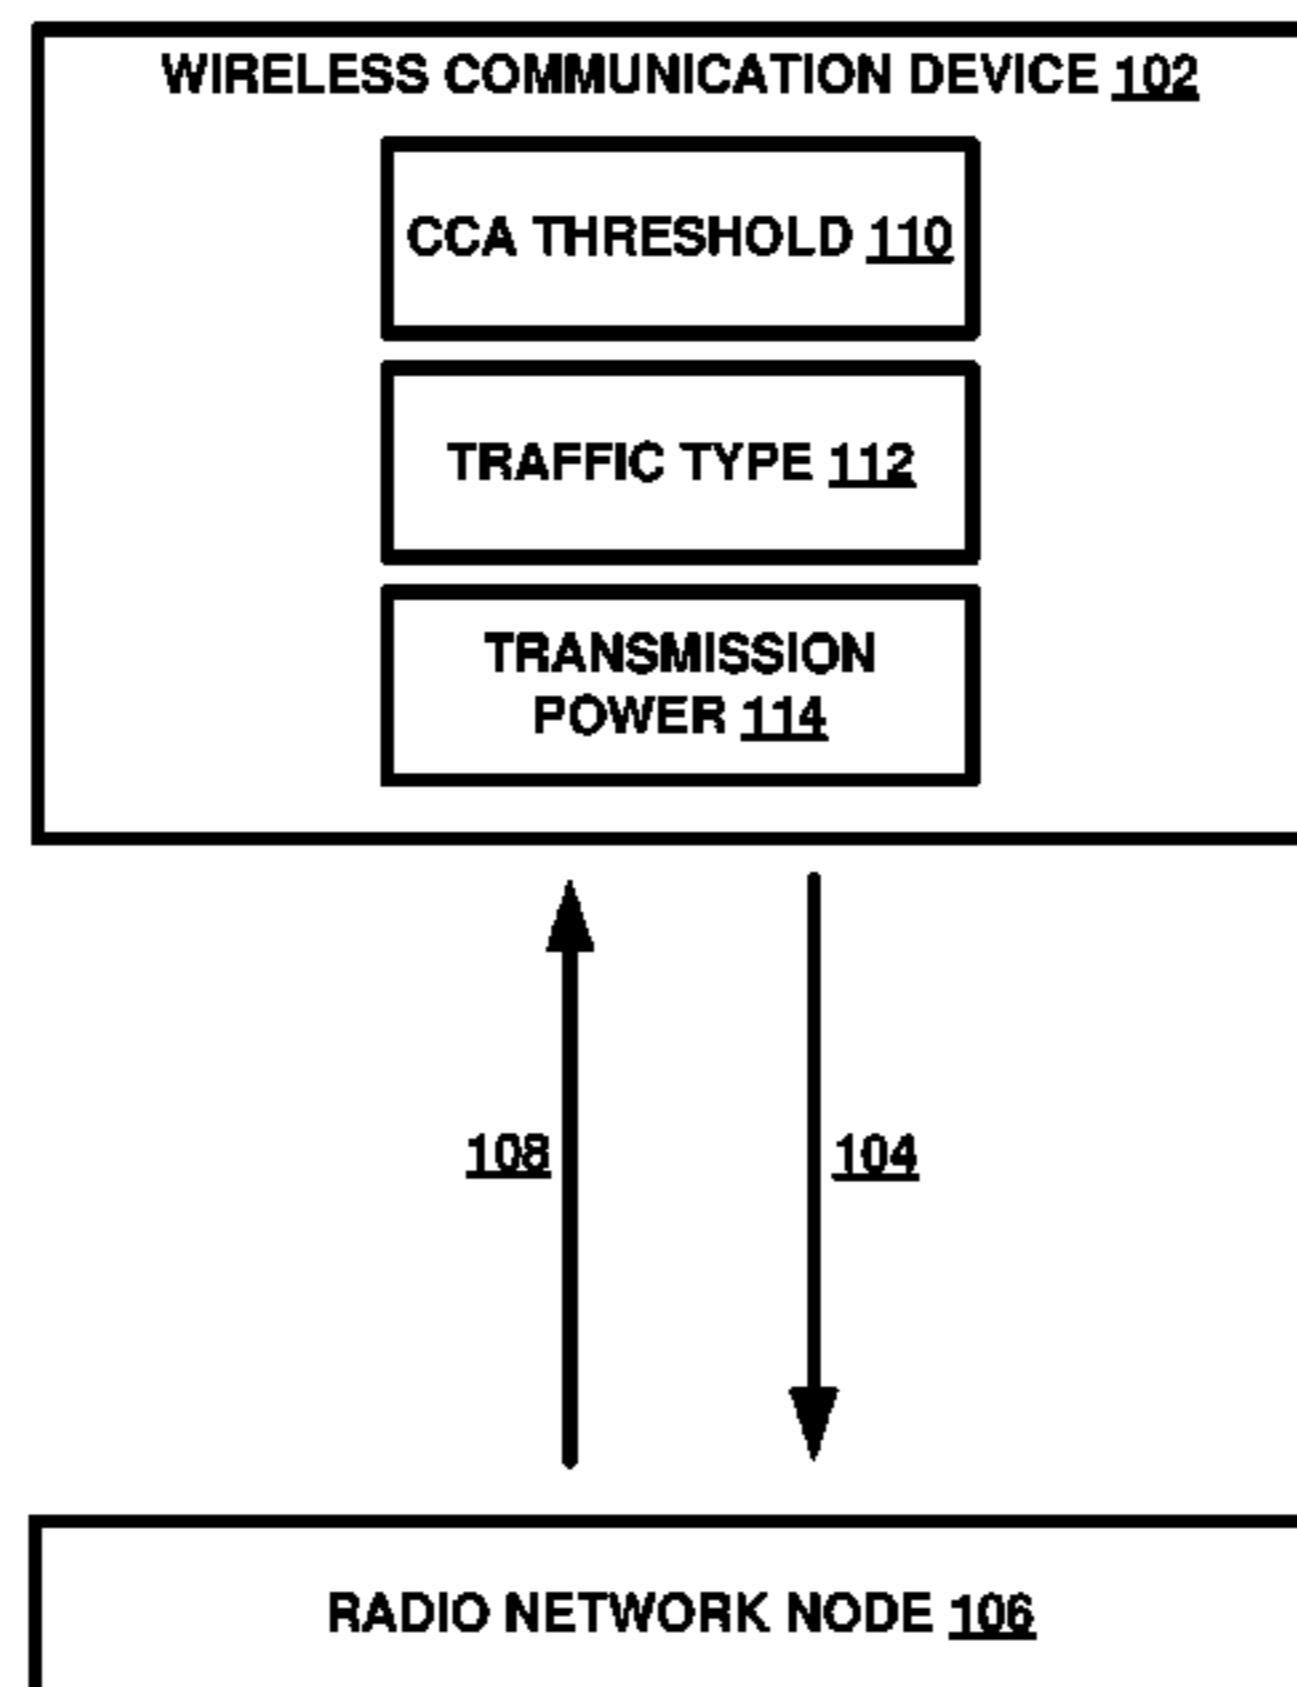 WIRELESS COMMUNICATION DEVICE 102
CCA THRESHOLD 110
TRAFFIC TYPE 112
TRANSMISSION
POWER 114
108
104
RADIO NETWORK NODE 106